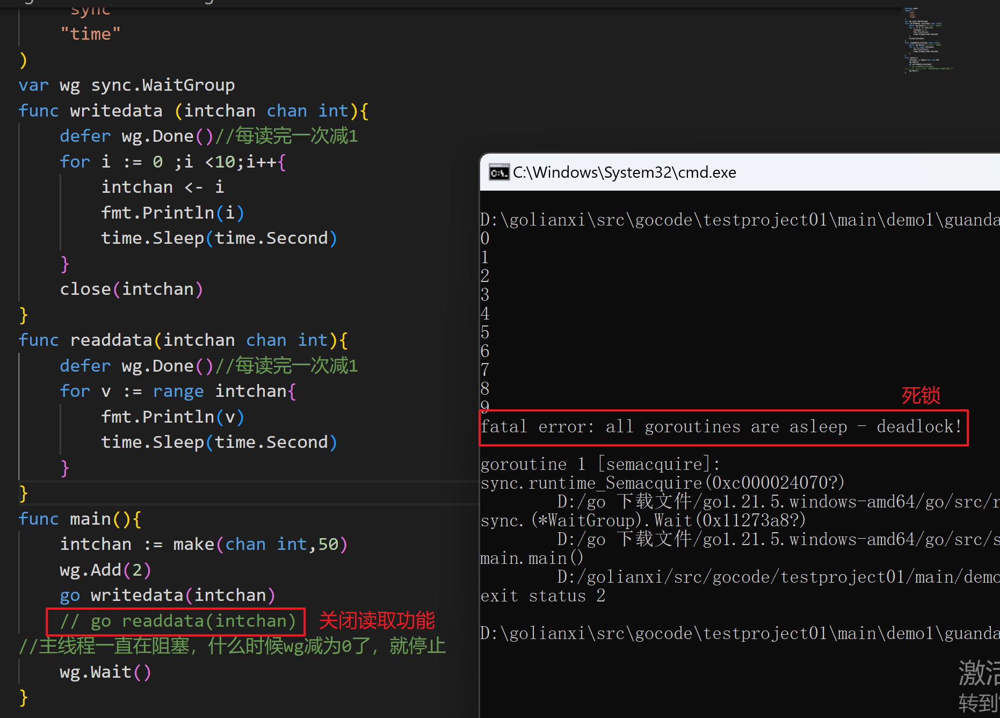 "sync"
"time"
)
var wg sync.WaitGroup
func writedata (intchan chan int){
defer wg.Done()//每读完一次减1
for i := 0 ;i <10;i++{
intchan <- i
fmt.Println(i)
time.Sleep(time.Second)
}
close(intchan)
}
func readdata(intchan chan int){
defer wg.Done()//每读完一次减1
for v := range intchan{
fmt.Println(v)
time.Sleep(time.Second)
}
}
func main(){
intchan := make(chan int,50)
wg.Add(2)
go writedata(intchan)
// go readdata(intchan)
关闭读取功能
//主线程一直在阻塞，什么时候wg减为0了，就停止
wg.Wait()
}
C:\Windows\System32\cmd.exe
D:\golianxi\src\gocode\testproject01\main\demo1\guanda
0
1
2
3
4
5
6
7
8
9
死锁
fatal error: all goroutines are asleep - deadlock!
goroutine 1 [semacquire]:
sync.runtime_Semacquire(0xc000024070?)
D:/go 下载文件/go1.21.5.windows-amd64/go/src/r
sync.(*WaitGroup).Wait(0x11273a8?)
D:/go 下载文件/go1.21.5.windows-amd64/go/src/s
main.main()
D:/golianxi/src/gocode/testproject01/main/demo
exit status 2
D:\golianxi\src\gocode\testproject01\main\demo1\guanda
激活
转到